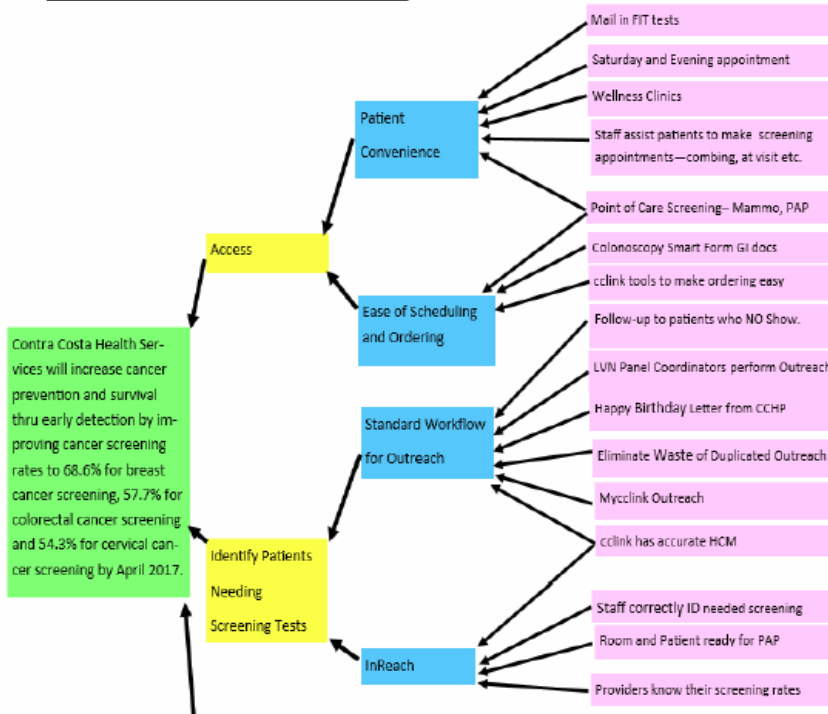 Contra Costa Health Ser-
vices will increase cancer
prevention and survival
thru early detection by im-
proving cancer screening
rates to 68.6% for breast
cancer screening, 57.7% for
colorectal cancer screening
and 54.3% for cervical can-
cer screening by April 2017.
Access
Identify Patients
Needing
Screening Tests
Patient
Convenience
Ease of Scheduling
and Ordering
Standard Workflow
for Outreach
InReach
Mail in FIT tests
Saturday and Evening appointment
Wellness Clinics
Staff assist patients to make screening
appointments—combing, at visit etc.
Point of Care Screening– Mammo, PAP
Colonoscopy Smart Form GI docs
cclink tools to make ordering easy
Follow-up to patients who NO Show.
LVN Panel Coordinators perform Outreach
Happy Birthday Letter from CCHP
Eliminate Waste of Duplicated Outreach
Mycclink Outreach
cclink has accurate HCM
Staff correctly ID needed screening
Room and Patient ready for PAP
Providers know their screening rates